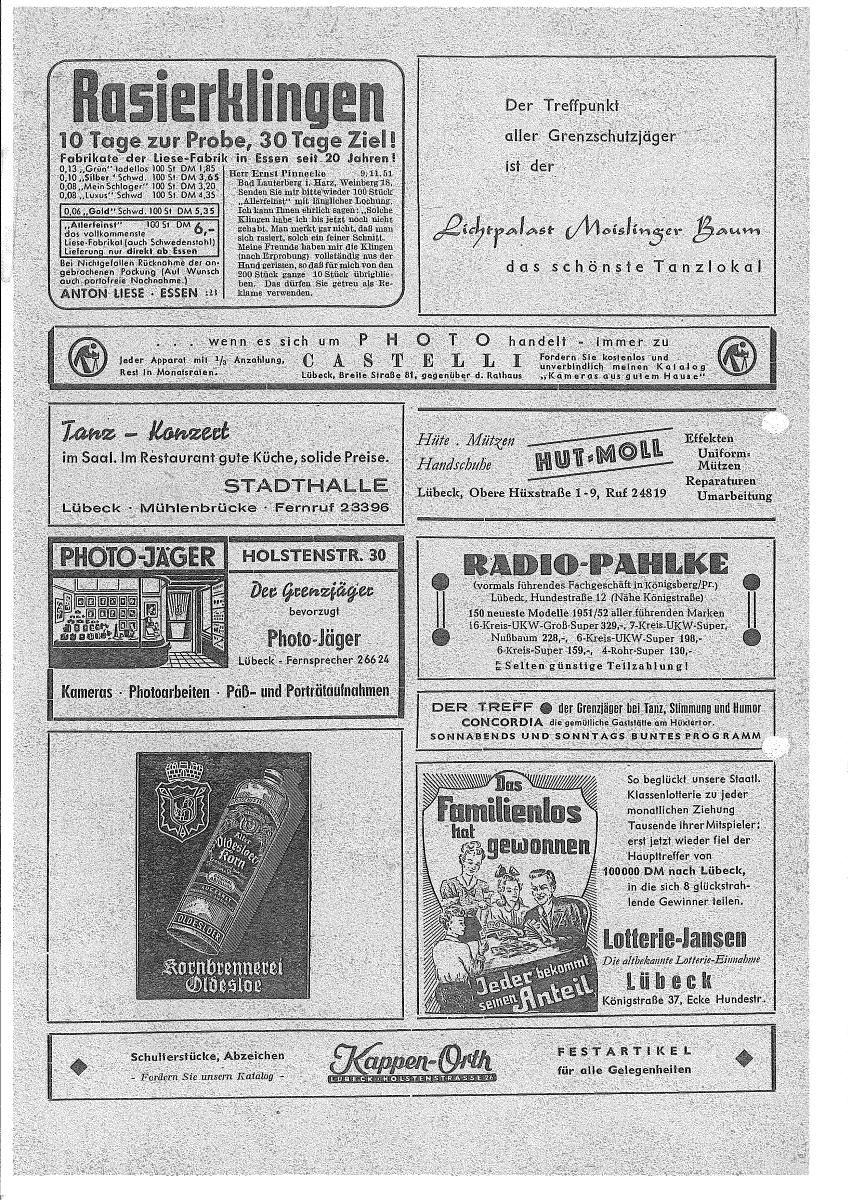 Rasierklingen
10 Tage zur Probe, 30 Tage Ziel!
Fabrikate der Liese-Fabrik in Essen seit 20 Jahren!
0,13 „Grün" tadellos 100 St DM 1,85
0,10 „Silber" Schwd. 100 St DM 3,65
0,08 „Mein Schlager" 100 St DM 3,20
0,08 „Luxus" Schwd 100 St DM 4,35
0,06 „Gold" Schwd. 100 St DM 5,35
„Allerfeinst" 100 St DM 6,-
das vollkommenste
Liese-Fabrikat (auch Schwedenstahl)
Lieferung nur direkt ab Essen
Bei Nichtgefallen Rücknahme der an-
gebrochenen Packung (Auf Wunsch
auch portofreie Nachnahme.)
ANTON LIESE · ESSEN
Herr Ernst Pinnecke 9.11.51
Bad Lauterberg i. Harz, Weinberg 18.
Senden Sie mir bitte wieder 100 Stück
„Allerfeinst" mit länglicher Lochung.
Ich kann Ihnen ehrlich sagen: „Solche
Klingen habe ich bis jetzt noch nicht
gehabt. Man merkt gar nicht, daß man
sich rasiert, solch ein feiner Schnitt.
Meine Freunde haben mir die Klingen
(nach Erprobung) vollständig aus der
Hand gerissen, so daß für mich von den
200 Stück ganze 10 Stück übriglie-
ben. Das dürfen Sie getreu als Re-
klame verwenden.
Der Treffpunkt
aller Grenzschutzjäger
ist der
Lichtpalast Moislinger Baum
das schönste Tanzlokal
. . . wenn es sich um PHOTO handelt - immer zu
Jeder Apparat mit 1/5 Anzahlung,
Rest in Monatsraten.
CASTELLI
Lübeck, Breite Straße 81, gegenüber d. Rathaus
Fordern Sie kostenlos und
unverbindlich meinen Katalog
„Kameras aus gutem Hause"
Tanz - Konzert
im Saal. Im Restaurant gute Küche, solide Preise.
STADTHALLE
Lübeck · Mühlenbrücke · Fernruf 23396
Hüte . Mützen
Handschuhe
HUT-MOLL
Effekten
Uniform-
Mützen
Reparaturen
Umarbeitung
Lübeck, Obere Hüxstraße 1-9, Ruf 24819
PHOTO-JÄGER
HOLSTENSTR. 30
Der Grenzjäger
bevorzugt
Photo-Jäger
Lübeck - Fernsprecher 26624
Kameras · Photoarbeiten · Paß- und Porträtaufnahmen
RADIO-PAHLKE
(vormals führendes Fachgeschäft in Königsberg/Pr.)
Lübeck, Hundestraße 12 (Nähe Königstraße)
150 neueste Modelle 1951/52 aller führenden Marken
16-Kreis-UKW-Groß-Super 329,-, 7-Kreis-UKW-Super,
Nußbaum 228,-, 6-Kreis-UKW-Super 198,-
6-Kreis-Super 159,-, 4-Rohr-Super 130,-
Selten günstige Teilzahlung!
DER TREFF ● der Grenzjäger bei Tanz, Stimmung und Humor
CONCORDIA die gemütliche Gaststätte am Hüxtertor.
SONNABENDS UND SONNTAGS BUNTES PROGRAMM
Oldesloer
Korn
OLDESLOER
Kornbrennerei
Oldesloe
Das
Familienlos
hat
gewonnen
Jeder bekommt
seinen Anteil
So beglückt unsere Staatl.
Klassenlotterie zu jeder
monatlichen Ziehung
Tausende ihrer Mitspieler;
erst jetzt wieder fiel der
Haupttreffer von
100000 DM nach Lübeck,
in die sich 8 glückstrah-
lende Gewinner teilen.
Lotterie-Jansen
Die altbekannte Lotterie-Einnahme
Lübeck
Königstraße 37, Ecke Hundestr.
Schulterstücke, Abzeichen
- Fordern Sie unsern Katalog -
Kappen-Orth
LÜBECK · HOLSTENSTRASSE 26
FESTARTIKEL
für alle Gelegenheiten